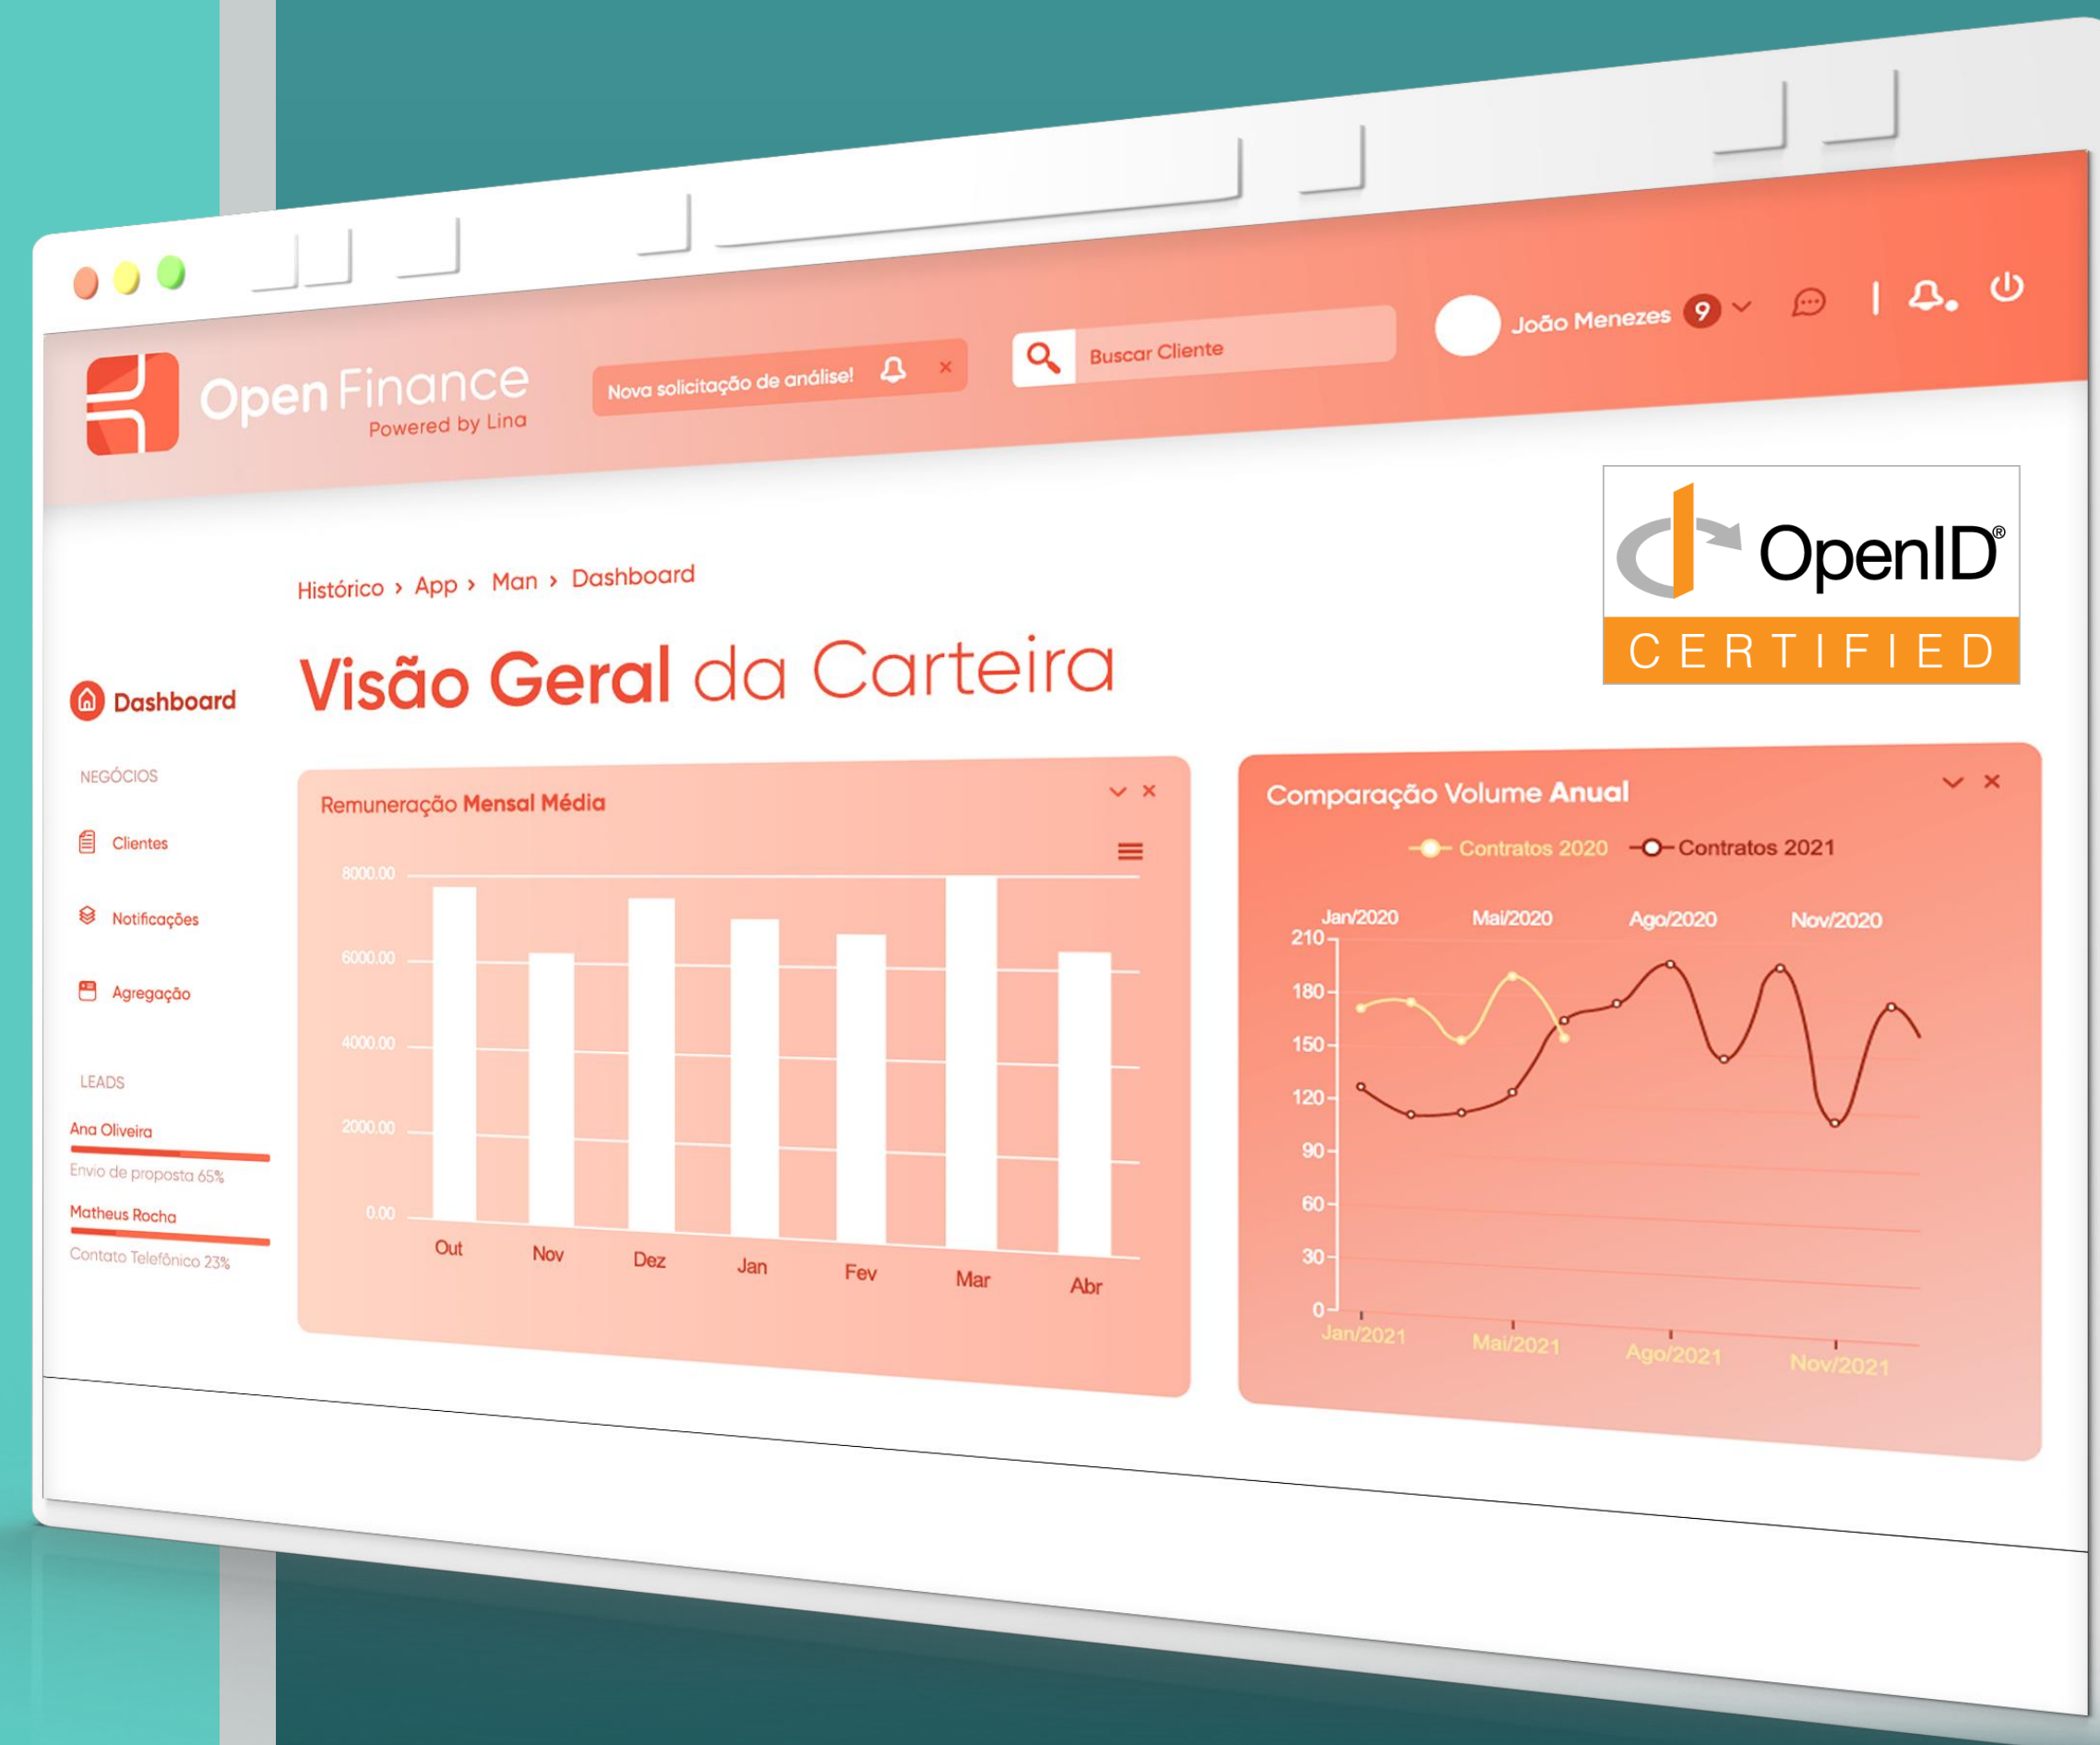 Open Finance
Powered by Lina
Nova solicitação de análise!
Buscar Cliente
João Menezes 9
OpenID®
CERTIFIED
Histórico › App › Man › Dashboard
Visão Geral da Carteira
Dashboard
NEGÓCIOS
Clientes
Notificações
Agregação
LEADS
Ana Oliveira
Envio de proposta 65%
Matheus Rocha
Contato Telefônico 23%
Remuneração Mensal Média
8000.00
6000.00
4000.00
2000.00
0.00
Out Nov Dez Jan Fev Mar Abr
Comparação Volume Anual
Contratos 2020 Contratos 2021
Jan/2020 Mai/2020 Ago/2020 Nov/2020
210
180
150
120
90
60
30
0
Jan/2021 Mai/2021 Ago/2021 Nov/2021